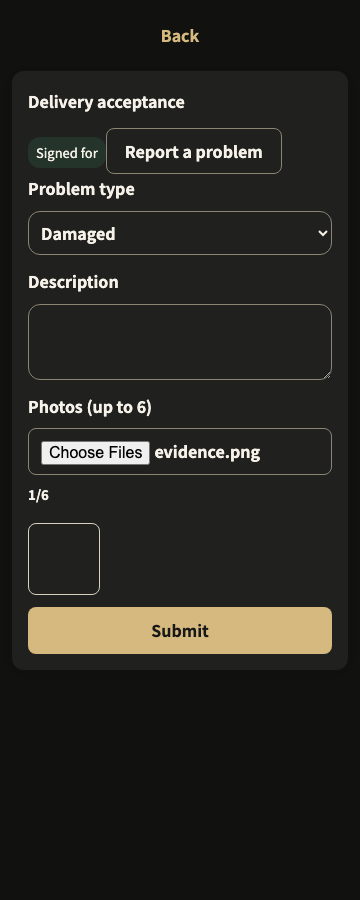 Back
Delivery acceptance
Signed for
Report a problem
Problem type
Damaged
Description
Photos (up to 6)
Choose Files evidence.png
1/6
Submit